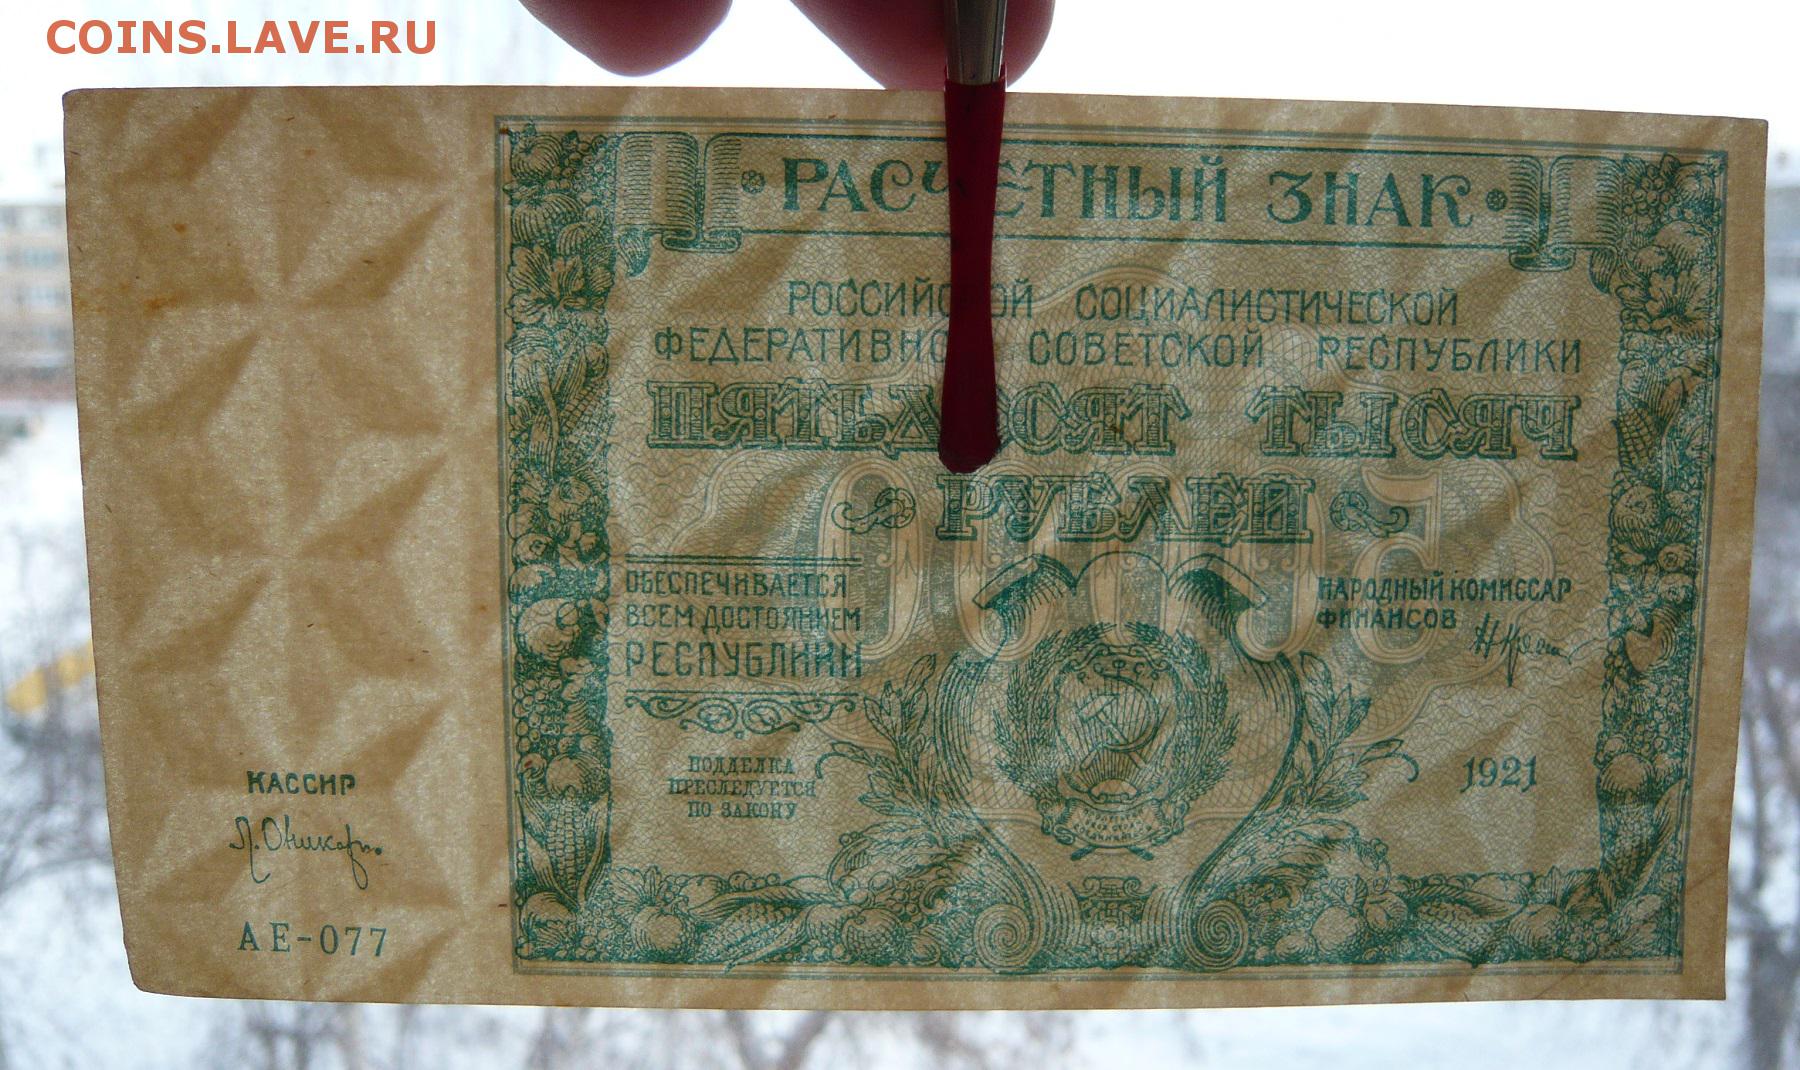 COINS.LAVE.RU
РАСЧЕТНЫЙ ЗНАК
РОССИЙСКОЙ СОЦИАЛИСТИЧЕСКОЙ
ФЕДЕРАТИВНОЙ СОВЕТСКОЙ РЕСПУБЛИКИ
ПЯТЬДЕСЯТ ТЫСЯЧ
РУБЛЕЙ
50000
ОБЕСПЕЧИВАЕТСЯ
ВСЕМ ДОСТОЯНИЕМ
РЕСПУБЛИКИ
НАРОДНЫЙ КОМИССАР
ФИНАНСОВ
ПОДДЕЛКА
ПРЕСЛЕДУЕТСЯ
ПО ЗАКОНУ
1921
КАССИР
АЕ-077